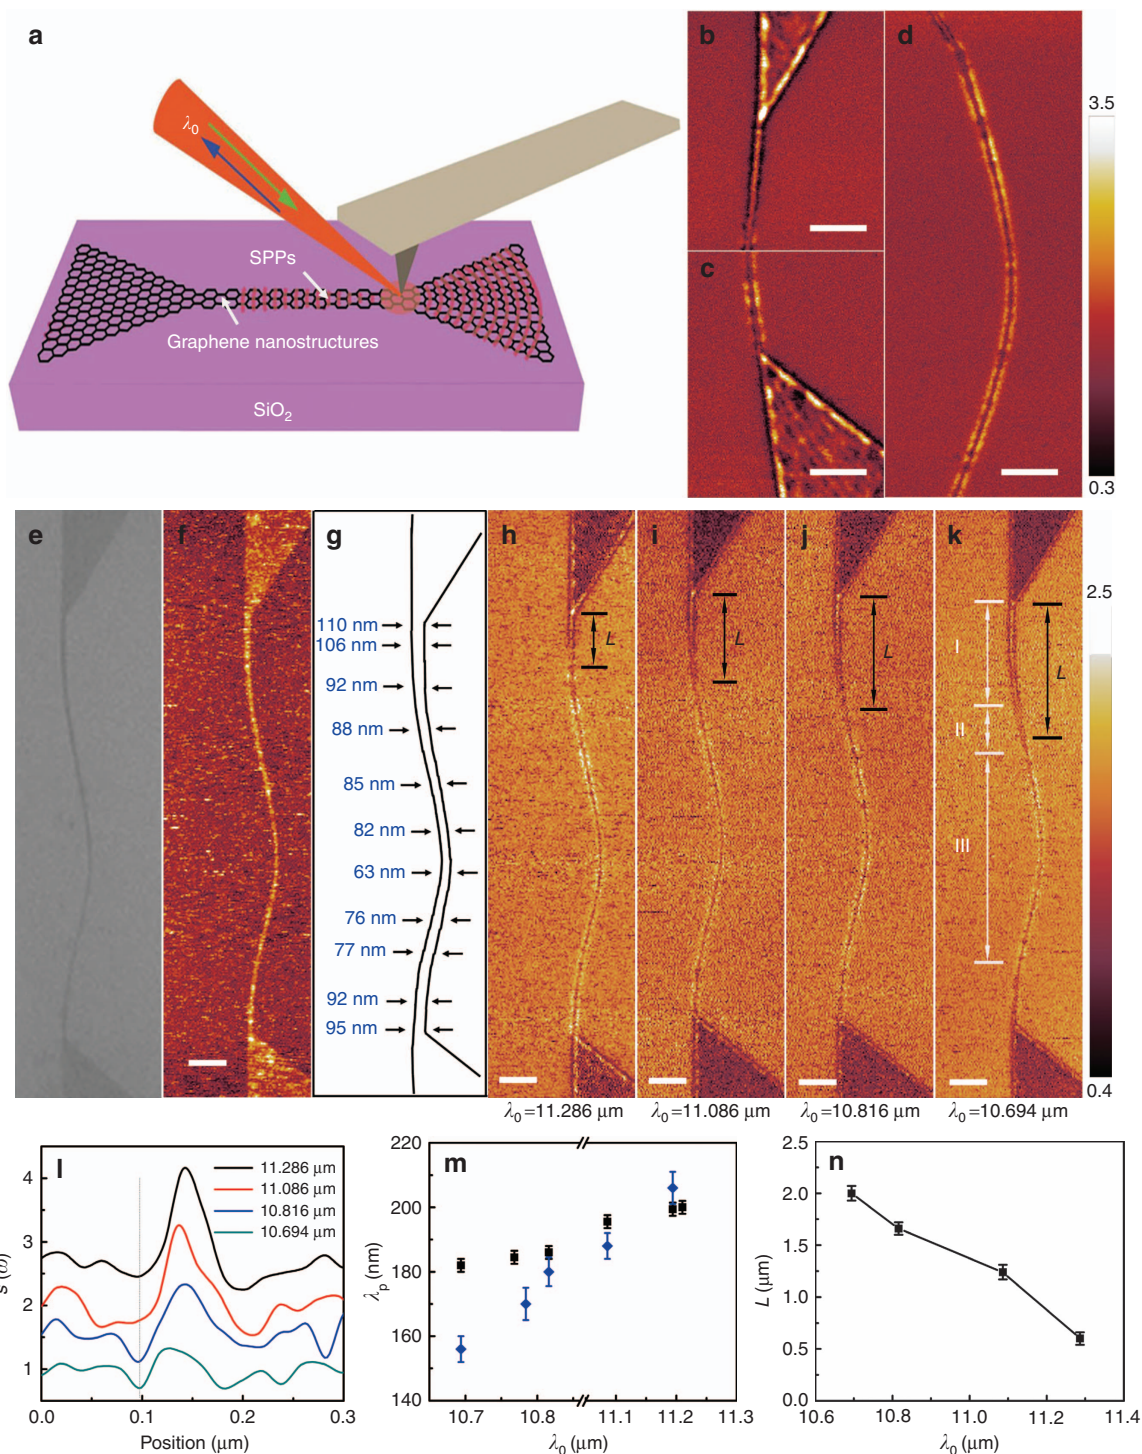 a
λ0
SPPs
Graphene nanostructures
SiO2
b
c
d
3.5
0.3
e
f
g
110 nm
106 nm
92 nm
88 nm
85 nm
82 nm
63 nm
76 nm
77 nm
92 nm
95 nm
h
L
i
L
j
L
k
I
II
III
L
2.5
0.4
λ0=11.286 μm
λ0=11.086 μm
λ0=10.816 μm
λ0=10.694 μm
l
11.286 μm
11.086 μm
10.816 μm
10.694 μm
4
3
2
1
s (ω)
0.0 0.1 0.2 0.3
Position (μm)
m
220
200
180
160
140
λp (nm)
10.7 10.8 11.1 11.2 11.3
λ0 (μm)
n
2.5
2.0
1.5
1.0
0.5
0.0
L (μm)
10.6 10.8 11.0 11.2 11.4
λ0 (μm)